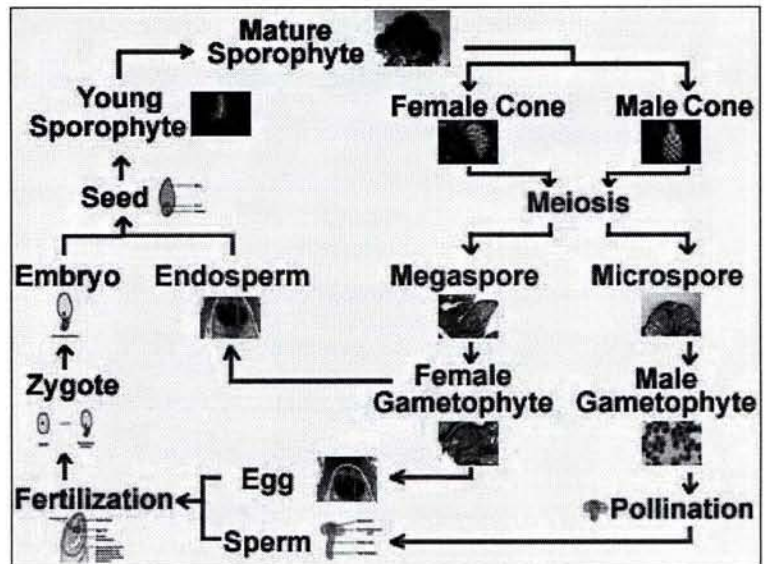 Mature
Sporophyte
Young
Sporophyte
Female Cone
Male Cone
Seed
Meiosis
Embryo
Endosperm
Megaspore
Microspore
Zygote
Female
Gametophyte
Male
Gametophyte
Egg
Fertilization
Pollination
Sperm